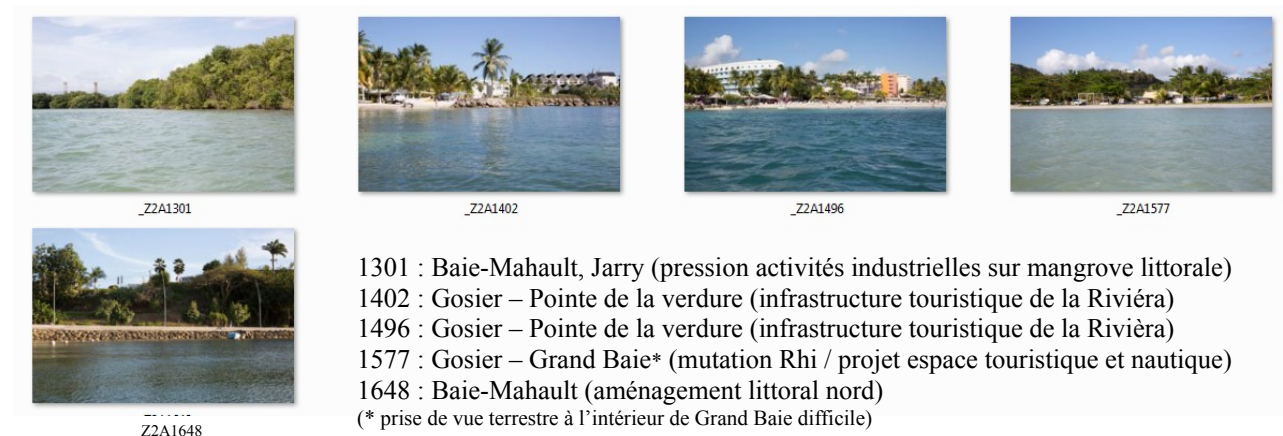 _Z2A1301
_Z2A1402
_Z2A1496
_Z2A1577
1301 : Baie-Mahault, Jarry (pression activités industrielles sur mangrove littorale)
1402 : Gosier – Pointe de la verdure (infrastructure touristique de la Riviéra)
1496 : Gosier – Pointe de la verdure (infrastructure touristique de la Rivièra)
1577 : Gosier – Grand Baie* (mutation Rhi / projet espace touristique et nautique)
1648 : Baie-Mahault (aménagement littoral nord)
(* prise de vue terrestre à l’intérieur de Grand Baie difficile)
Z2A1648